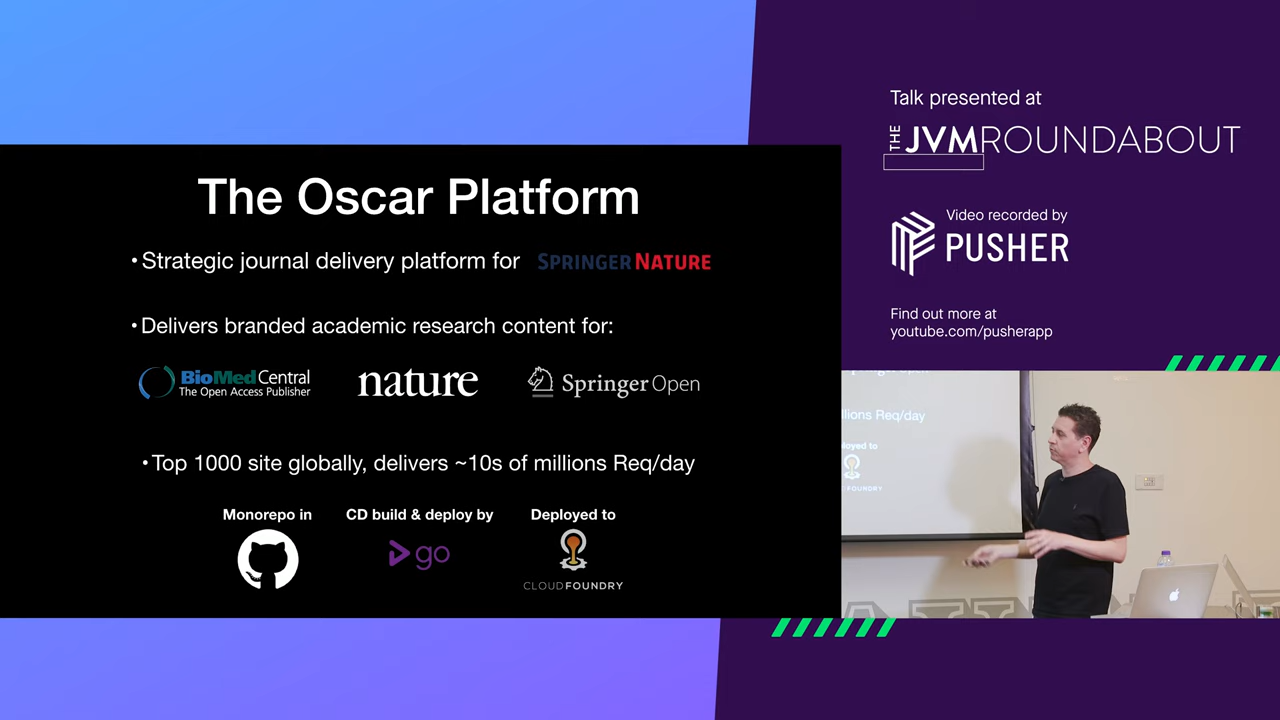 The Oscar Platform
• Strategic journal delivery platform for SPRINGER NATURE
• Delivers branded academic research content for:
BioMed Central
The Open Access Publisher
nature
Springer Open
• Top 1000 site globally, delivers ~10s of millions Req/day
Monorepo in
CD build & deploy by
Deployed to
go
CLOUDFOUNDRY
Talk presented at
THE JVMROUNDABOUT
Video recorded by
PUSHER
Find out more at
youtube.com/pusherapp
llions Req/day
loyed to
FOUNDRY